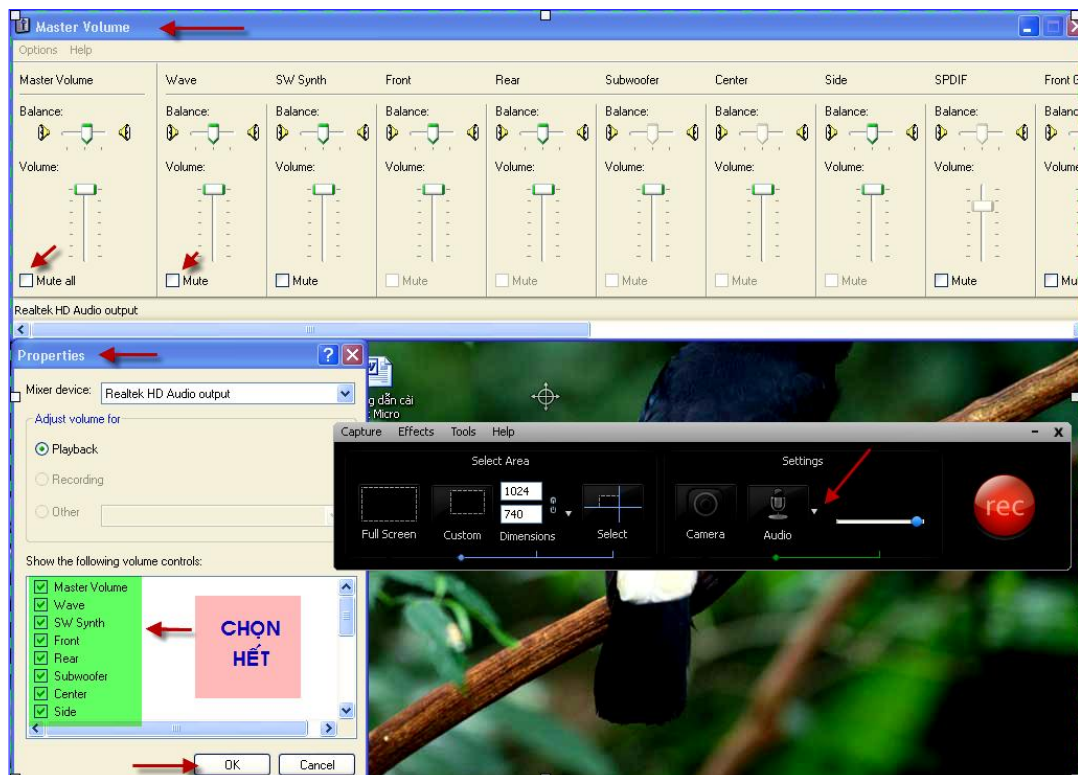 Master Volume
Options Help
Master Volume Wave SW Synth Front Rear Subwoofer Center Side SPDIF Front
Balance: Balance: Balance: Balance: Balance: Balance: Balance: Balance: Balance:
Volume: Volume: Volume: Volume: Volume: Volume: Volume: Volume: Volume: Volume
Mute all Mute Mute Mute Mute Mute Mute Mute Mute
Realtek HD Audio output
Properties
Mixer device: Realtek HD Audio output
Adjust volume for
Playback
Recording
Other
Show the following volume controls:
Master Volume
Wave
SW Synth
Front
Rear
Subwoofer
Center
Side
CHỌN
HẾT
OK Cancel
g dẫn cài
Micro
Capture Effects Tools Help
Select Area Settings
1024
740
Full Screen Custom Dimensions Select Camera Audio
rec